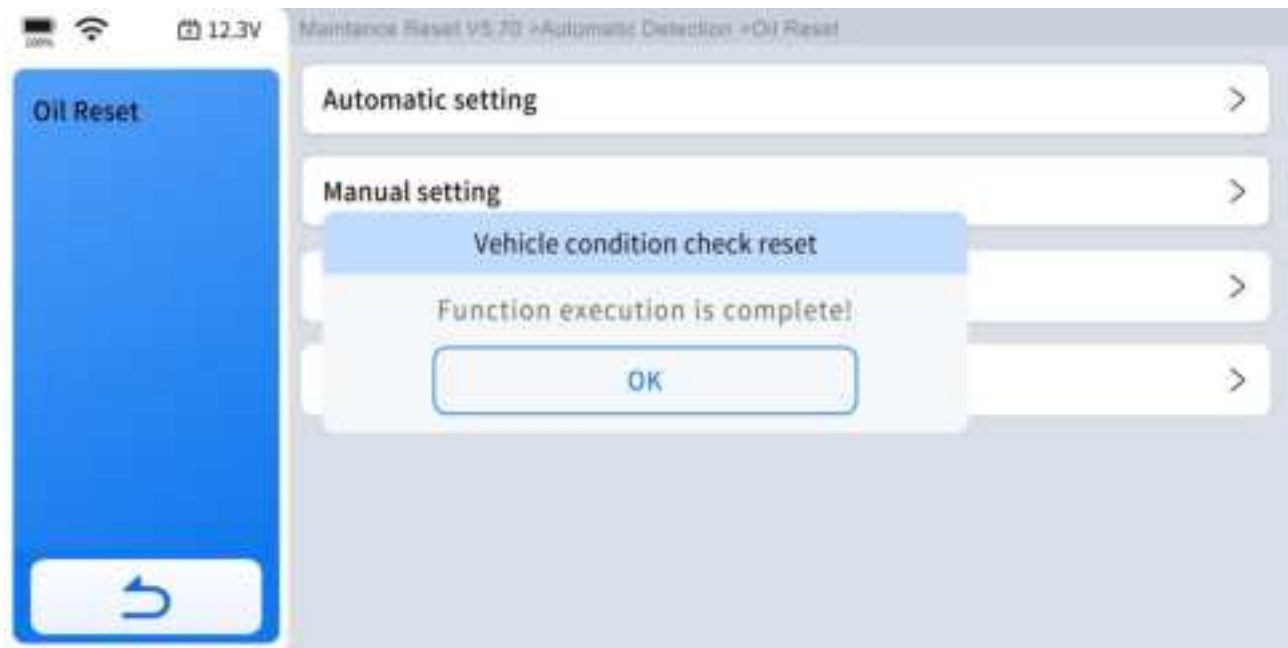 100%
12.3V
Maintance Reset V5.70 >Automatic Detection >Oil Reset
Oil Reset
Automatic setting
Manual setting
Vehicle condition check reset
Function execution is complete!
OK